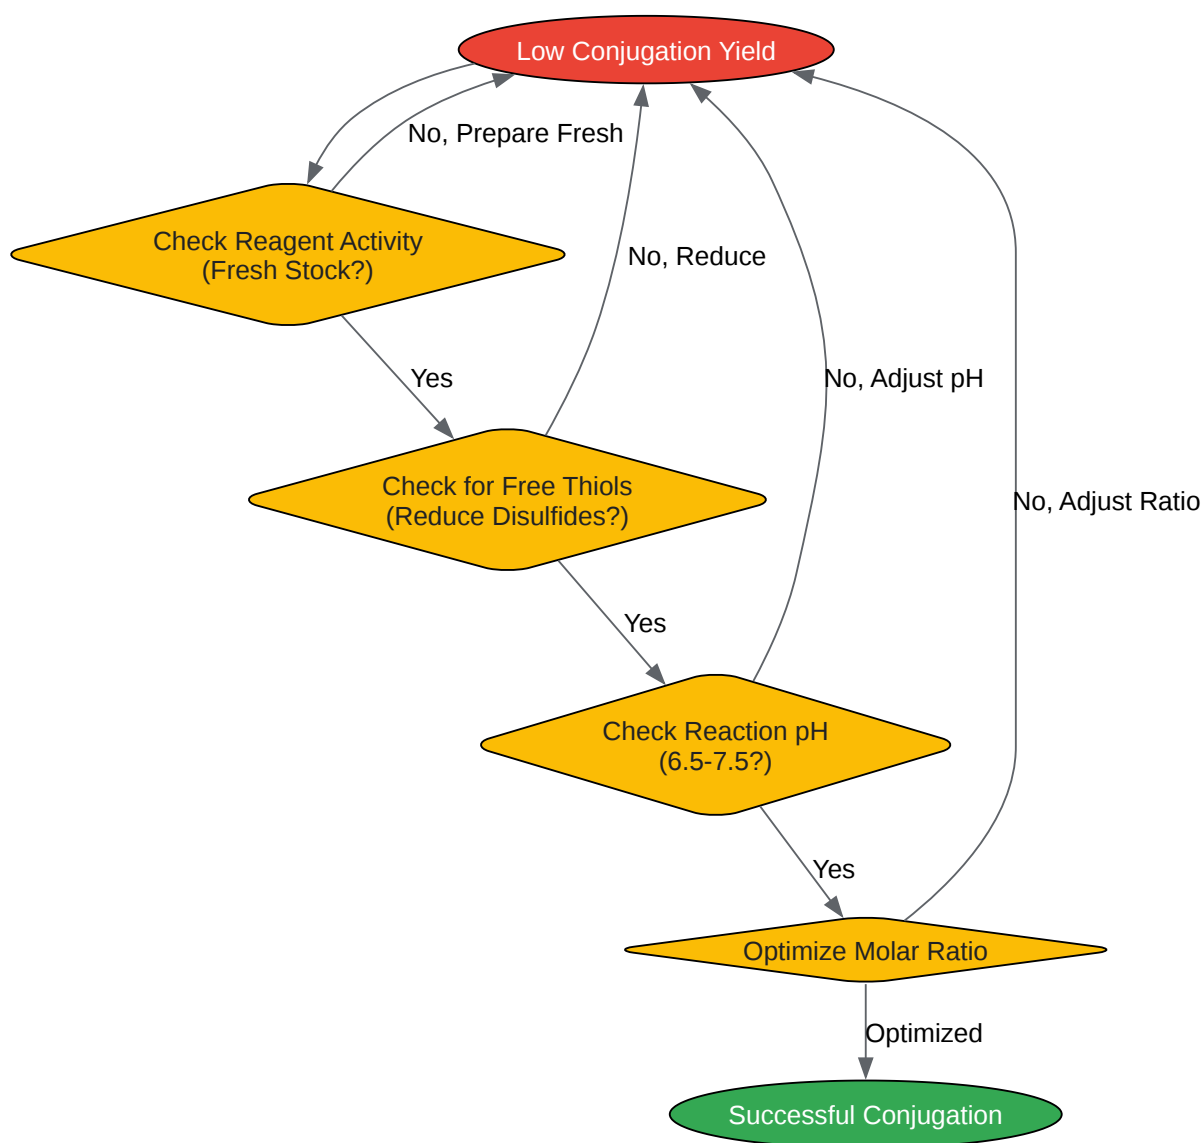 Low Conjugation Yield
No, Prepare Fresh
Check Reagent Activity
(Fresh Stock?)
No, Reduce
Yes
No, Adjust pH
Check for Free Thiols
(Reduce Disulfides?)
No, Adjust Ratio
Yes
Check Reaction pH
(6.5-7.5?)
Yes
Optimize Molar Ratio
Optimized
Successful Conjugation